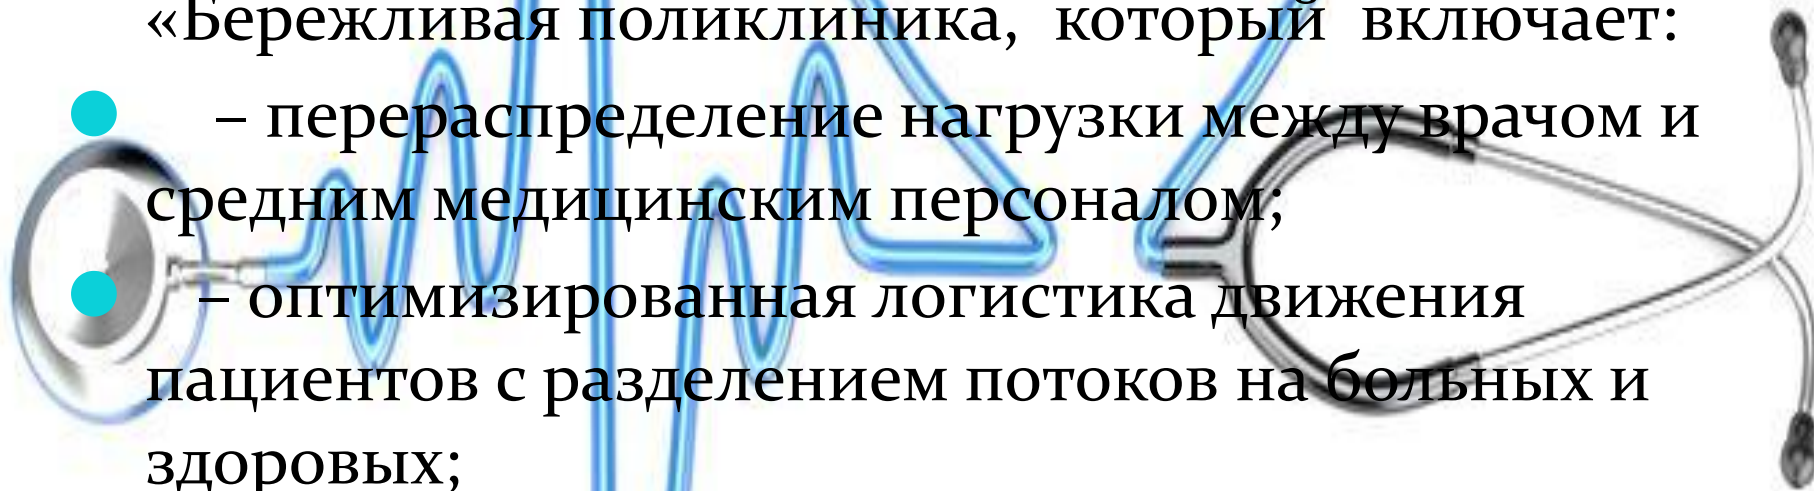 «Бережливая поликлиника, который включает:
– перераспределение нагрузки между врачом и
средним медицинским персоналом;
– оптимизированная логистика движения
пациентов с разделением потоков на больных и
здоровых;